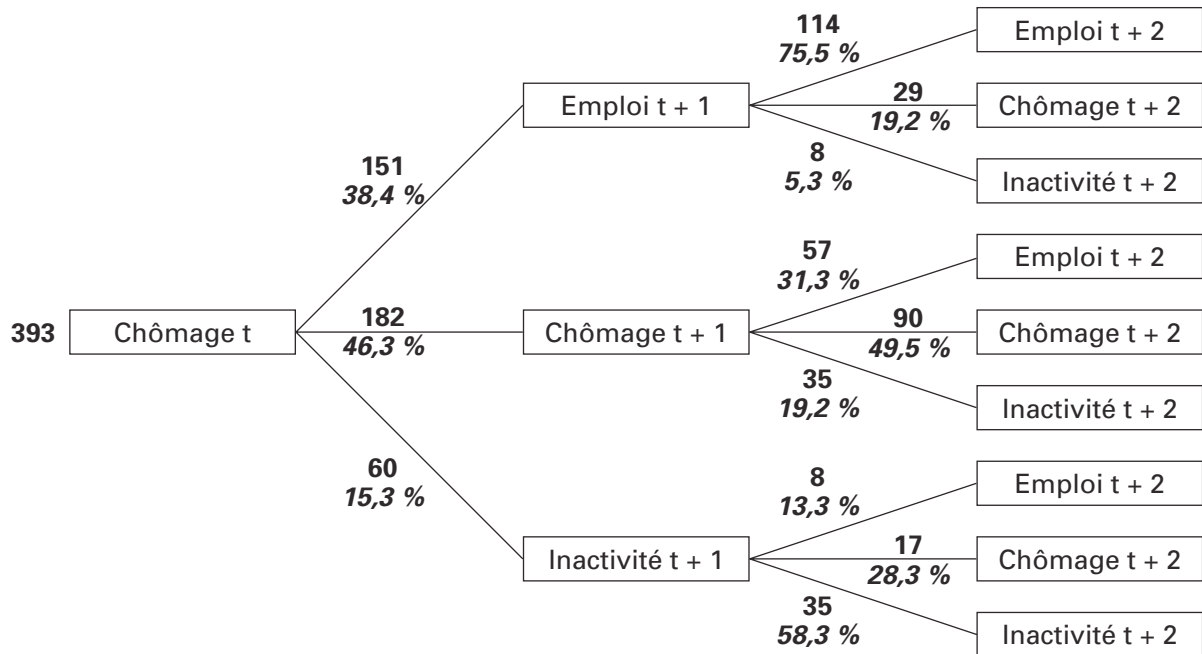 114
75,5 %
Emploi t + 2
Emploi t + 1
29
19,2 %
Chômage t + 2
8
5,3 %
Inactivité t + 2
151
38,4 %
57
31,3 %
Emploi t + 2
393
Chômage t
182
46,3 %
Chômage t + 1
90
49,5 %
Chômage t + 2
35
19,2 %
Inactivité t + 2
60
15,3 %
8
13,3 %
Emploi t + 2
Inactivité t + 1
17
28,3 %
Chômage t + 2
35
58,3 %
Inactivité t + 2